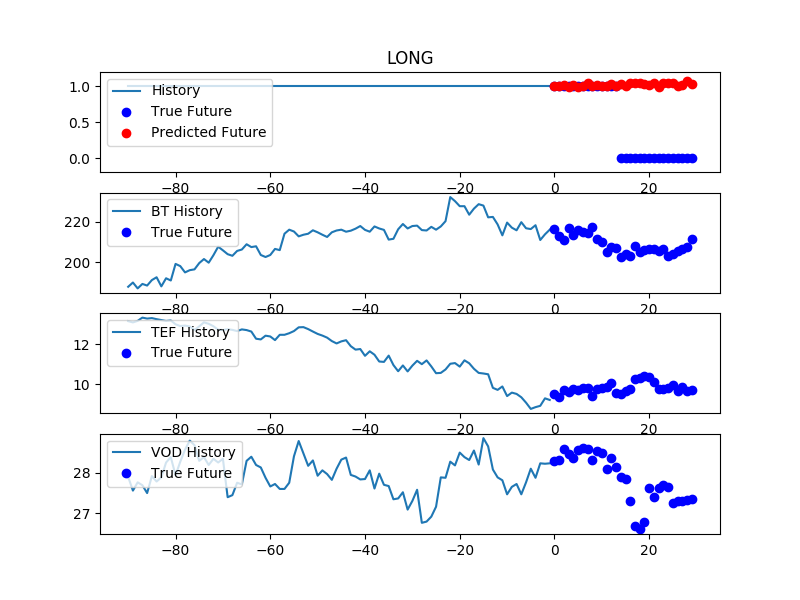 LONG
1.0
0.5
0.0
History
True Future
Predicted Future
−80 −60 −40 −20 0 20
220
200
BT History
True Future
−80 −60 −40 −20 0 20
12
10
TEF History
True Future
−80 −60 −40 −20 0 20
28
27
VOD History
True Future
−80 −60 −40 −20 0 20